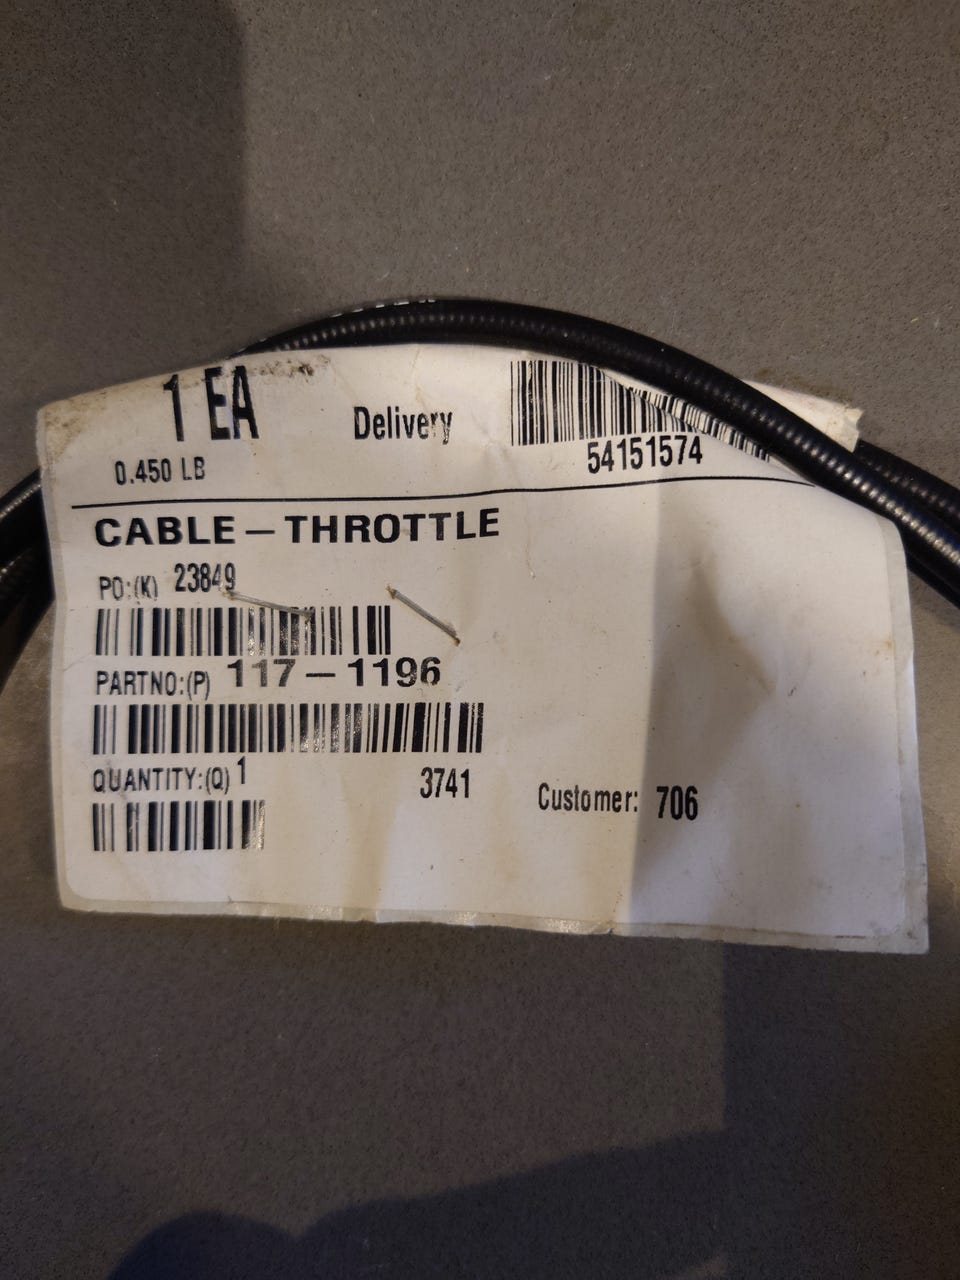 1 EA
Delivery
54151574
0.450 LB
CABLE – THROTTLE
PO:(K) 23849
PARTNO:(P) 117 – 1196
QUANTITY:(Q) 1
3741
Customer: 706